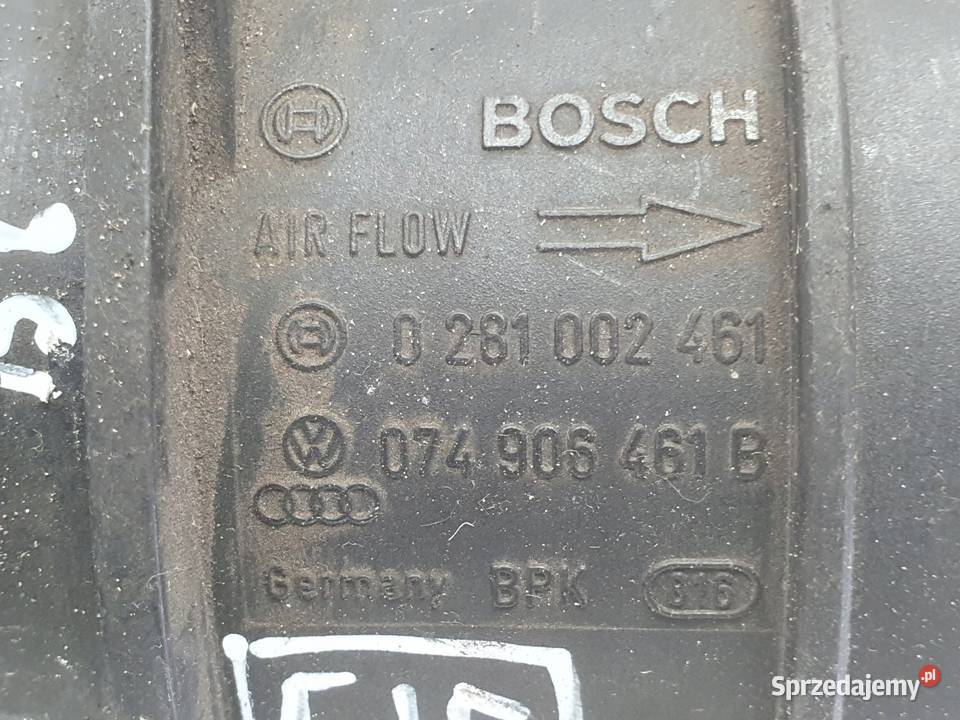 BOSCH
AIR FLOW
0 281 002 461
074 906 461 B
Germany BPK 816
Sprzedajemy.pl